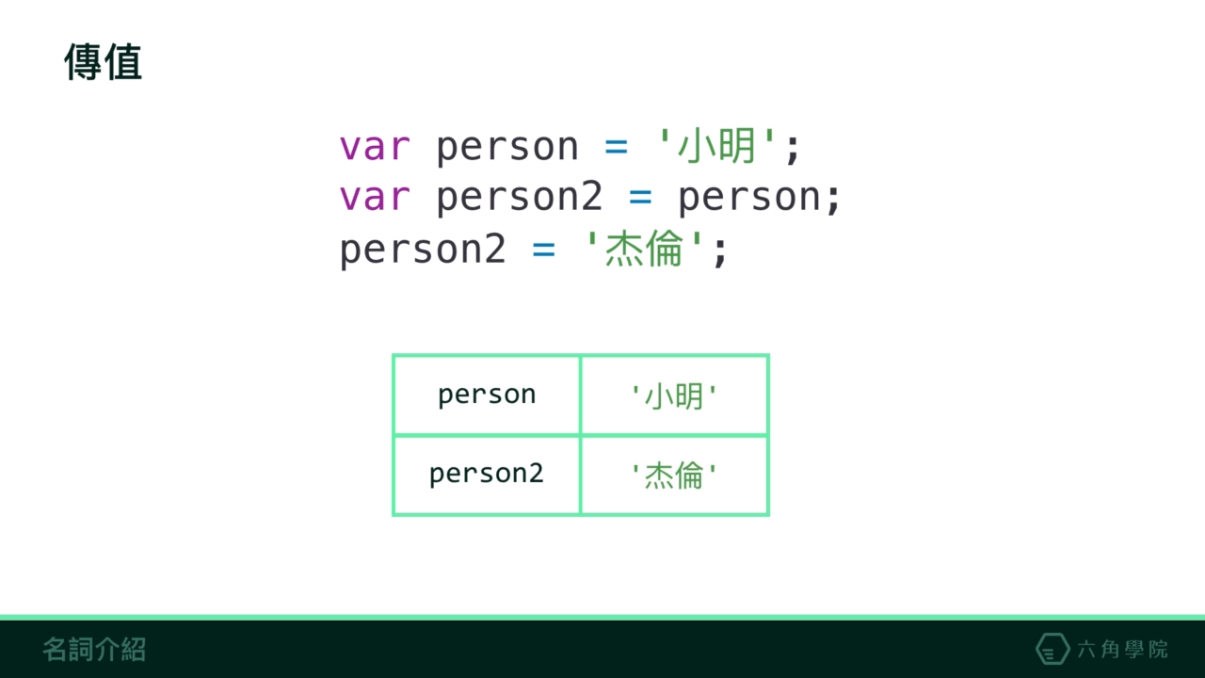 傳值
var person = '小明';
var person2 = person;
person2 = '杰倫';
person '小明'
person2 '杰倫'
名詞介紹
六角學院